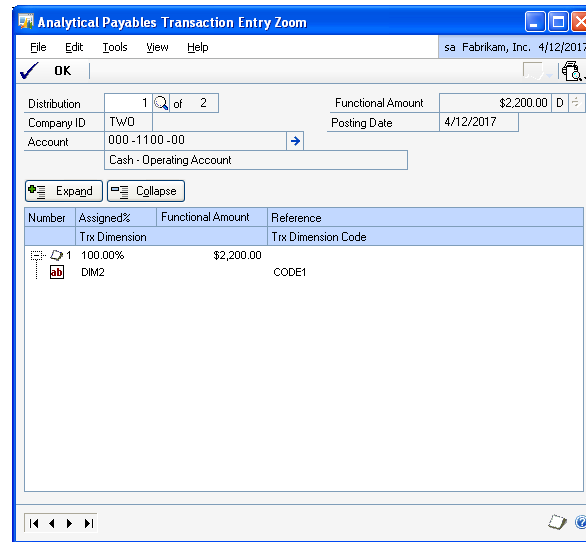 Analytical Payables Transaction Entry Zoom
File Edit Tools View Help sa Fabrikam, Inc. 4/12/2017
OK
Distribution 1 of 2 Functional Amount $2,200.00 D
Company ID TWO Posting Date 4/12/2017
Account 000 -1100 -00
Cash - Operating Account
Expand Collapse
Number Assigned% Functional Amount Reference
Trx Dimension Trx Dimension Code
1 100.00% $2,200.00
ab DIM2 CODE1